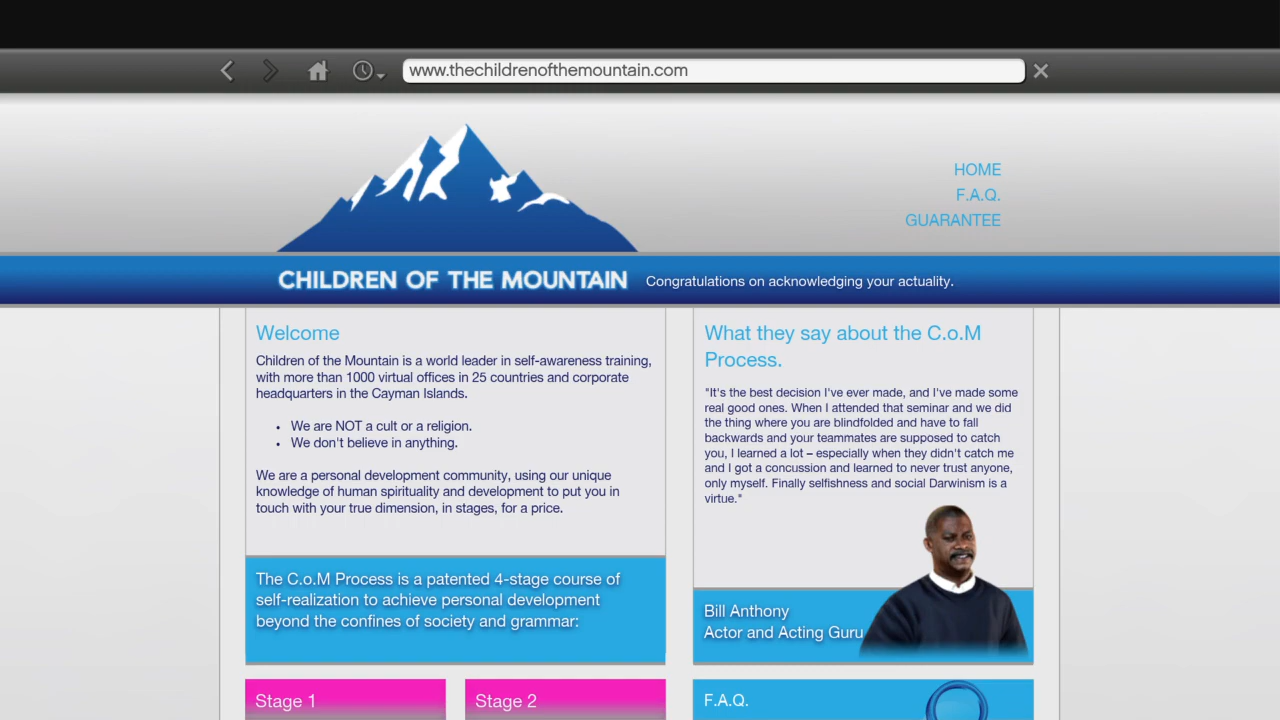 www.thechildrenofthemountain.com
HOME
F.A.Q.
GUARANTEE
CHILDREN OF THE MOUNTAIN
Congratulations on acknowledging your actuality.
Welcome
Children of the Mountain is a world leader in self-awareness training,
with more than 1000 virtual offices in 25 countries and corporate
headquarters in the Cayman Islands.
• We are NOT a cult or a religion.
• We don't believe in anything.
We are a personal development community, using our unique
knowledge of human spirituality and development to put you in
touch with your true dimension, in stages, for a price.
The C.o.M Process is a patented 4-stage course of
self-realization to achieve personal development
beyond the confines of society and grammar:
Stage 1
Stage 2
What they say about the C.o.M
Process.
"It's the best decision I've ever made, and I've made some
real good ones. When I attended that seminar and we did
the thing where you are blindfolded and have to fall
backwards and your teammates are supposed to catch
you, I learned a lot – especially when they didn't catch me
and I got a concussion and learned to never trust anyone,
only myself. Finally selfishness and social Darwinism is a
virtue."
Bill Anthony
Actor and Acting Guru
F.A.Q.